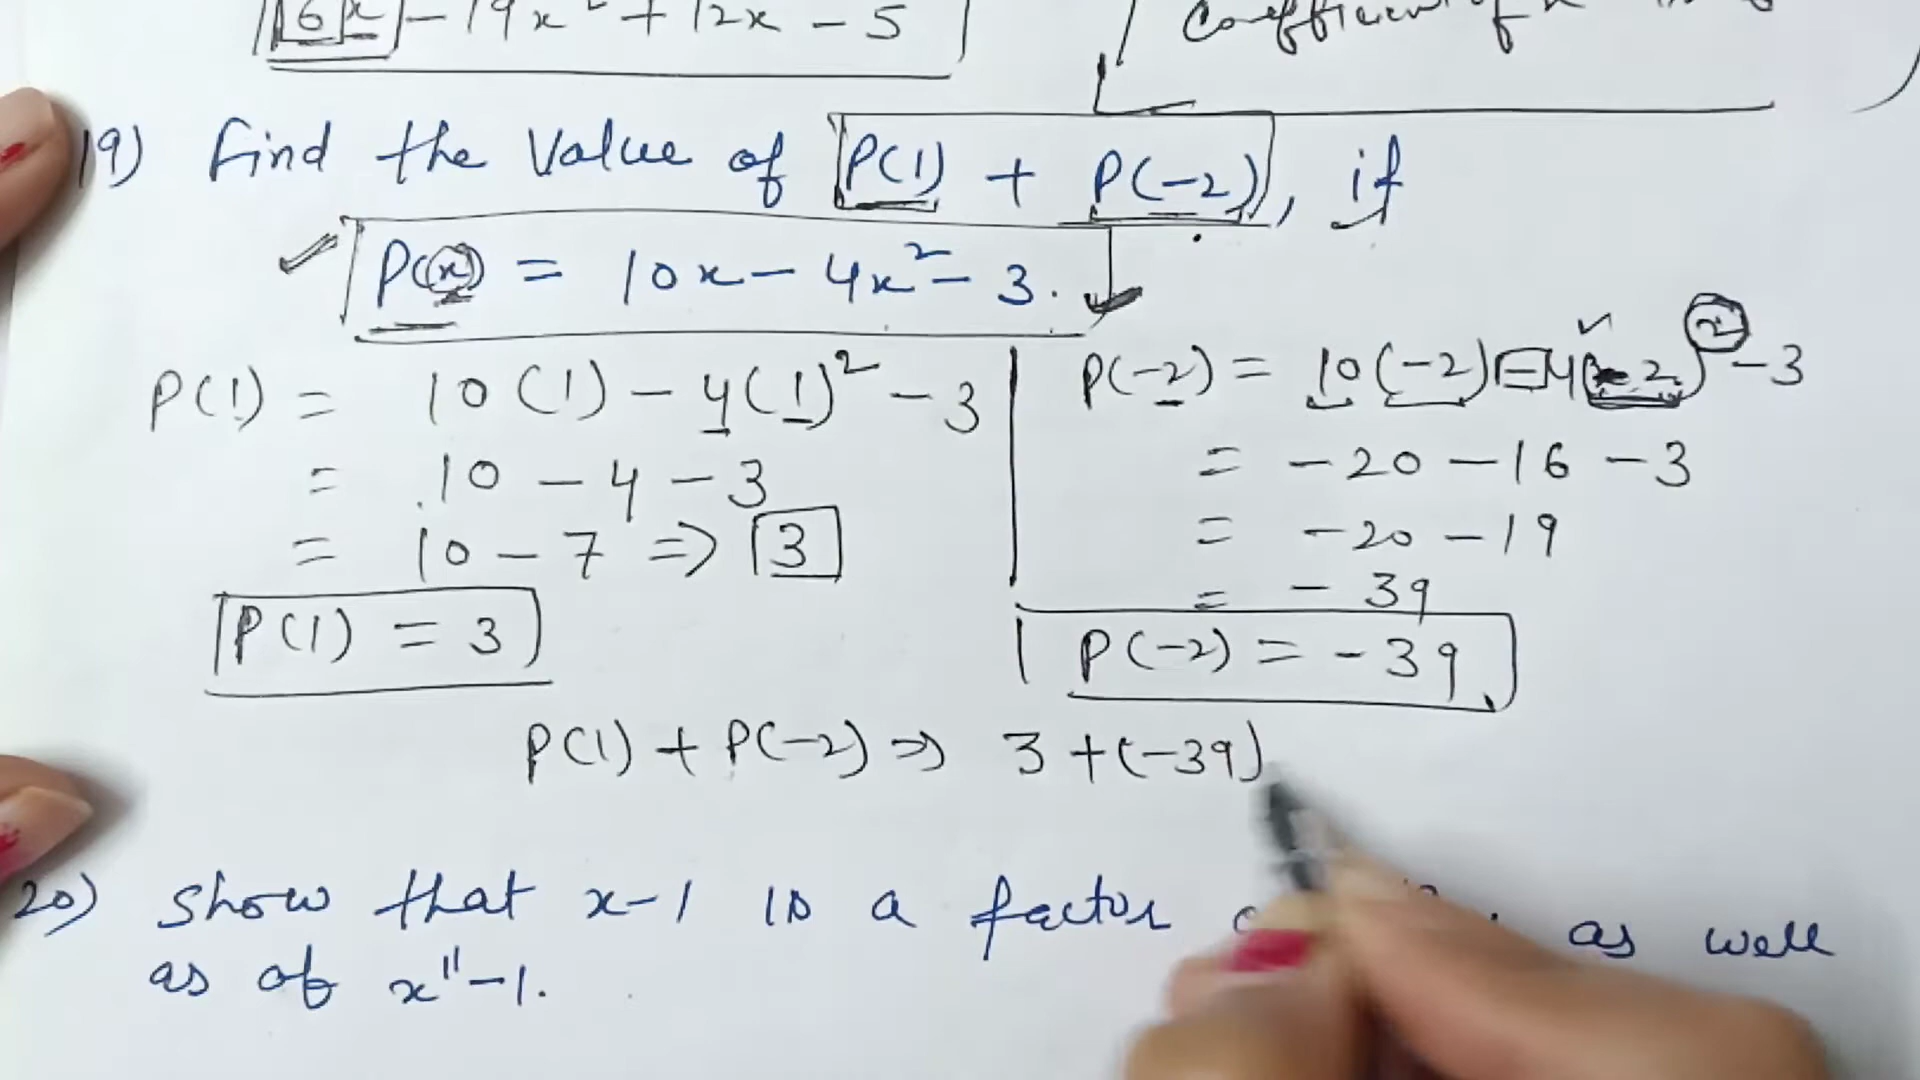 6x - 19x² + 12x - 5
Coefficient of x
19) Find the Value of P(1) + P(-2), if
P(x) = 10x - 4x² - 3.
P(1) = 10(1) - 4(1)² - 3
= 10 - 4 - 3
= 10 - 7 => 3
P(1) = 3
P(-2) = 10(-2) - 4(-2)² - 3
= -20 - 16 - 3
= -20 - 19
= -39
P(-2) = -39
P(1) + P(-2) => 3 + (-39)
20) Show that x-1 is a factor as well
as of x¹¹-1.